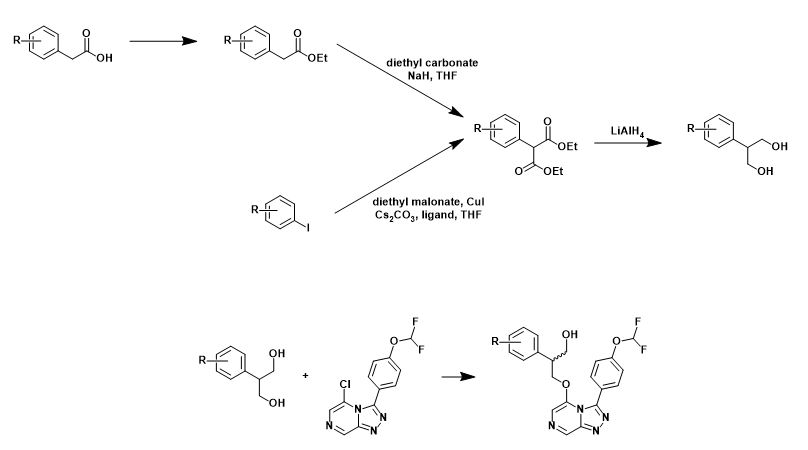 R
O
OH
R
O
OEt
diethyl carbonate
NaH, THF
R
O
OEt
O
OEt
LiAlH4
R
OH
OH
R
I
diethyl malonate, CuI
Cs2CO3, ligand, THF
R
OH
OH
+
F
O
F
Cl
N
N
N
N
R
OH
O
F
O
F
N
N
N
N